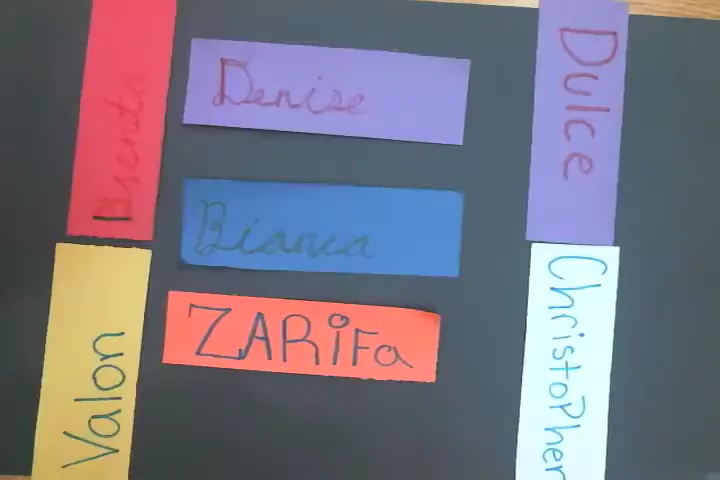 Denise
Dulce
Bianca
ZARiFa
Valon
ChristoPher